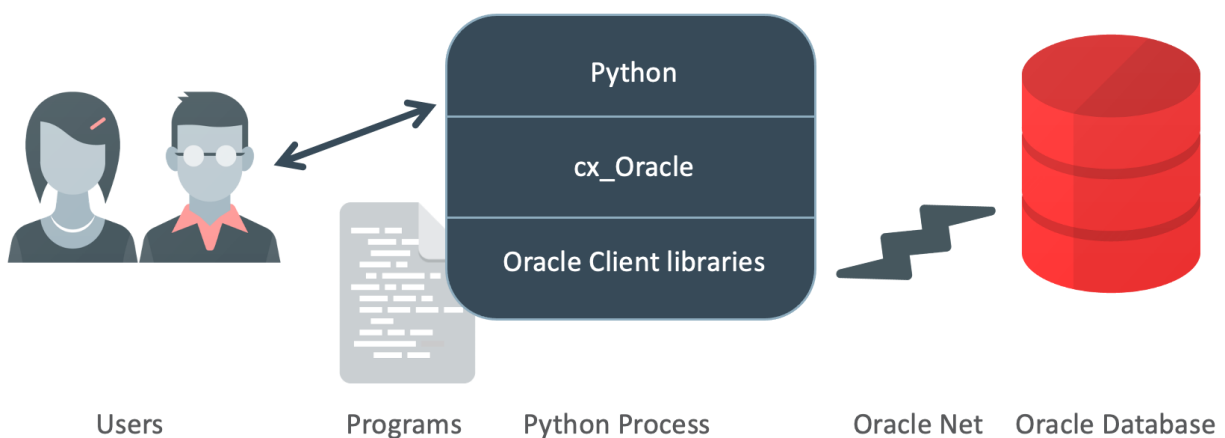 Python
cx_Oracle
Oracle Client libraries
Users
Programs
Python Process
Oracle Net
Oracle Database